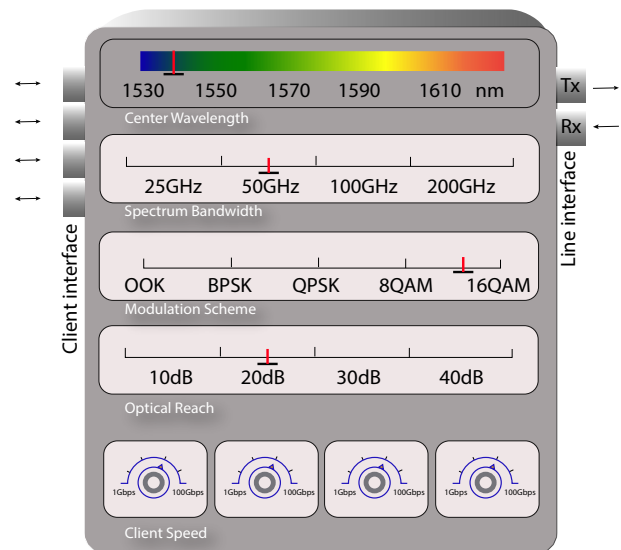 1530 1550 1570 1590 1610 nm
Center Wavelength
Tx
Rx
25GHz 50GHz 100GHz 200GHz
Spectrum Bandwidth
Client interface
Line interface
OOK BPSK QPSK 8QAM 16QAM
Modulation Scheme
10dB 20dB 30dB 40dB
Optical Reach
1Gbps 100Gbps 1Gbps 100Gbps 1Gbps 100Gbps 1Gbps 100Gbps
Client Speed